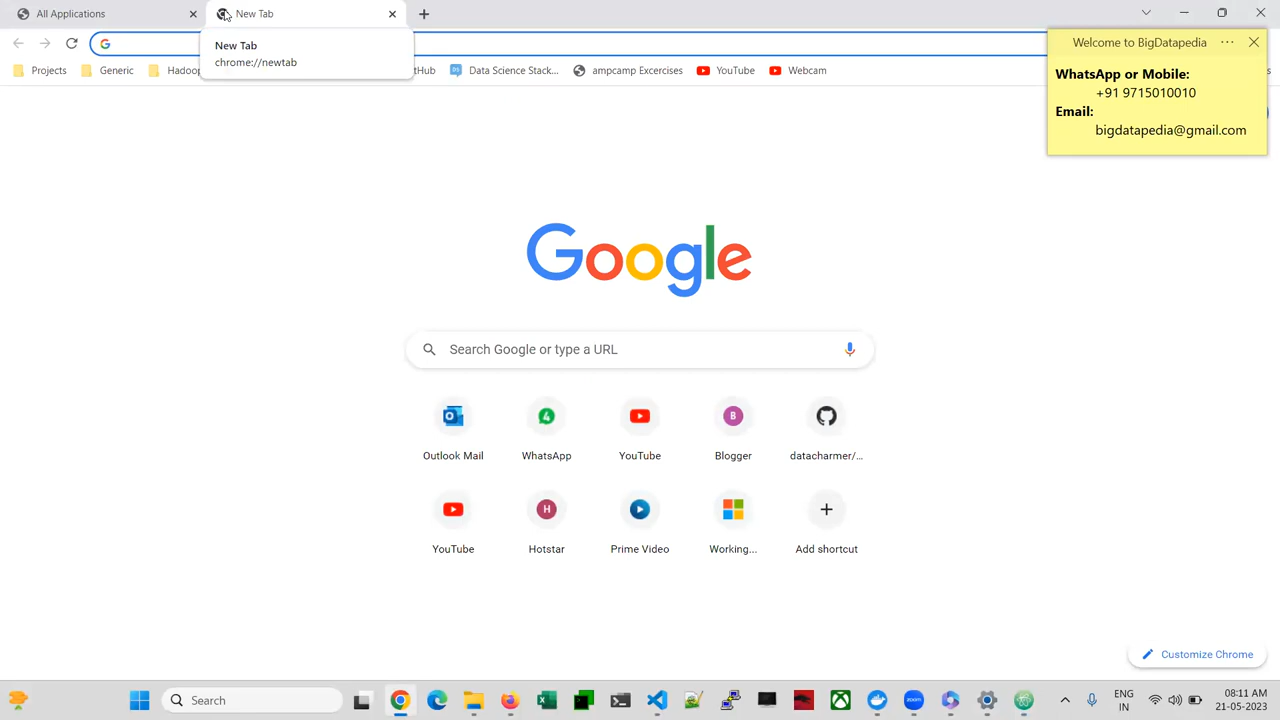 All Applications
New Tab
New Tab
chrome://newtab
Projects
Generic
Hadoo
tHub
Data Science Stack...
ampcamp Excercises
YouTube
Webcam
Welcome to BigDatapedia
WhatsApp or Mobile:
+91 9715010010
Email:
bigdatapedia@gmail.com
Google
Search Google or type a URL
Outlook Mail
WhatsApp
YouTube
Blogger
datacharmer/...
YouTube
Hotstar
Prime Video
Working...
Add shortcut
Customize Chrome
Search
ENG
IN
08:11 AM
21-05-2023